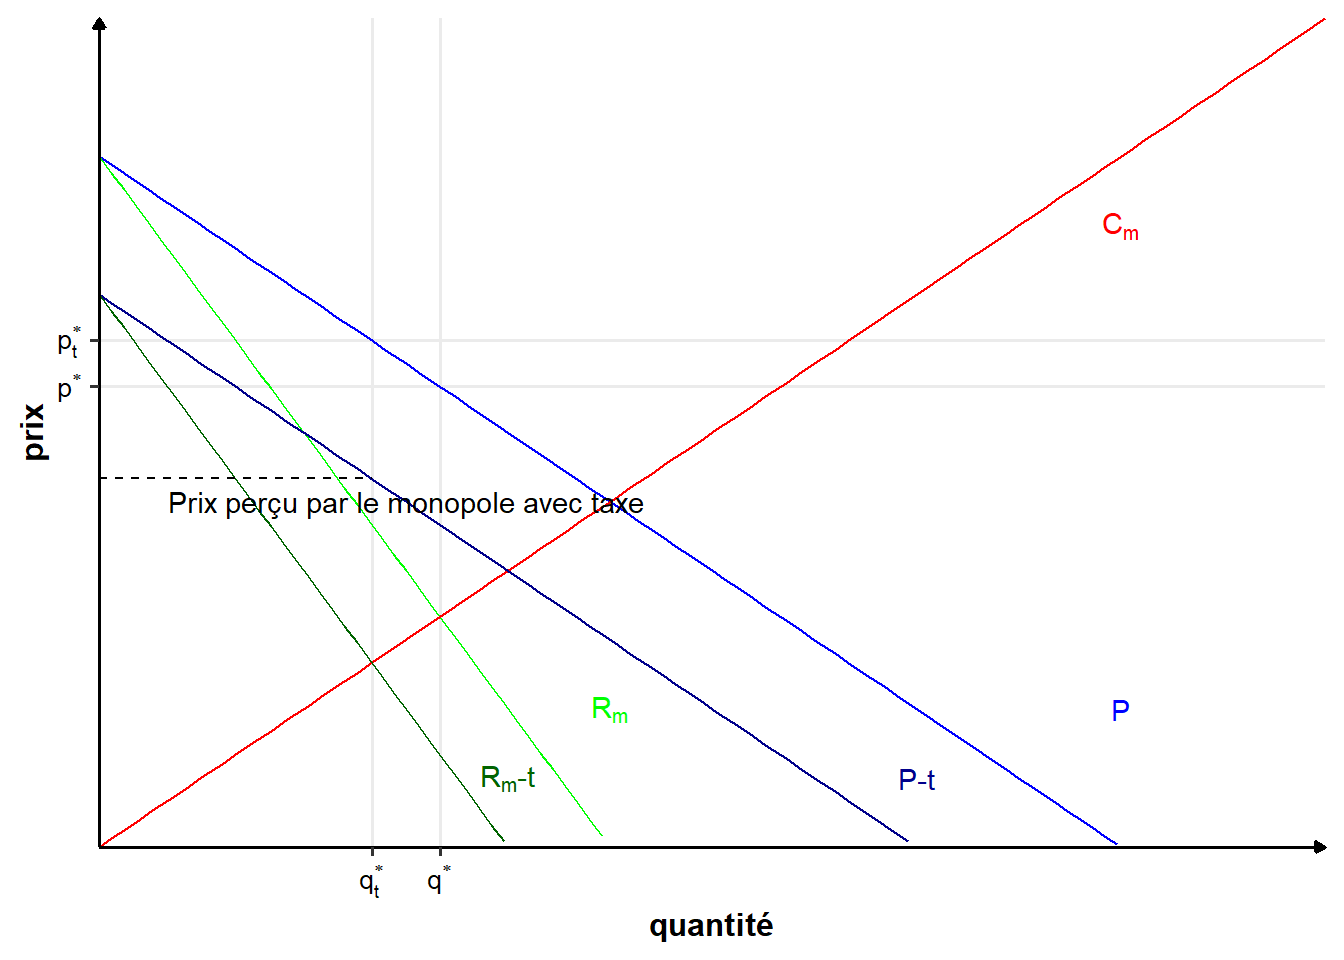 C_m
p_t^*
p^*
prix
Prix perçu par le monopole avec taxe
R_m
P
R_m-t
P-t
q_t^*
q^*
quantité